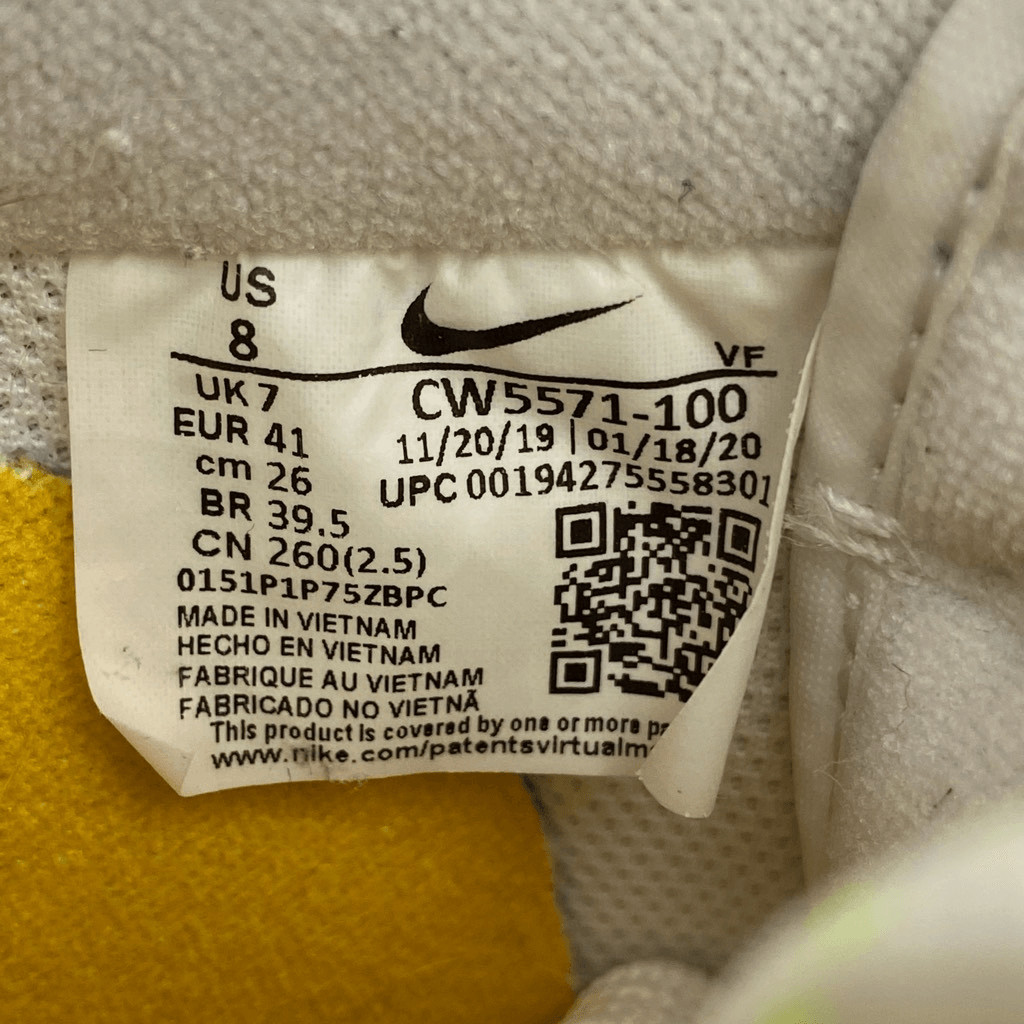 US
8
VF
UK 7
CW5571-100
EUR 41
11/20/19 | 01/18/20
cm 26
UPC 00194275558301
BR 39.5
CN 260(2.5)
0151P1P75ZBPC
MADE IN VIETNAM
HECHO EN VIETNAM
FABRIQUE AU VIETNAM
FABRICADO NO VIETNÃ
This product is covered by one or more
www.nike.com/patentsvirtualm